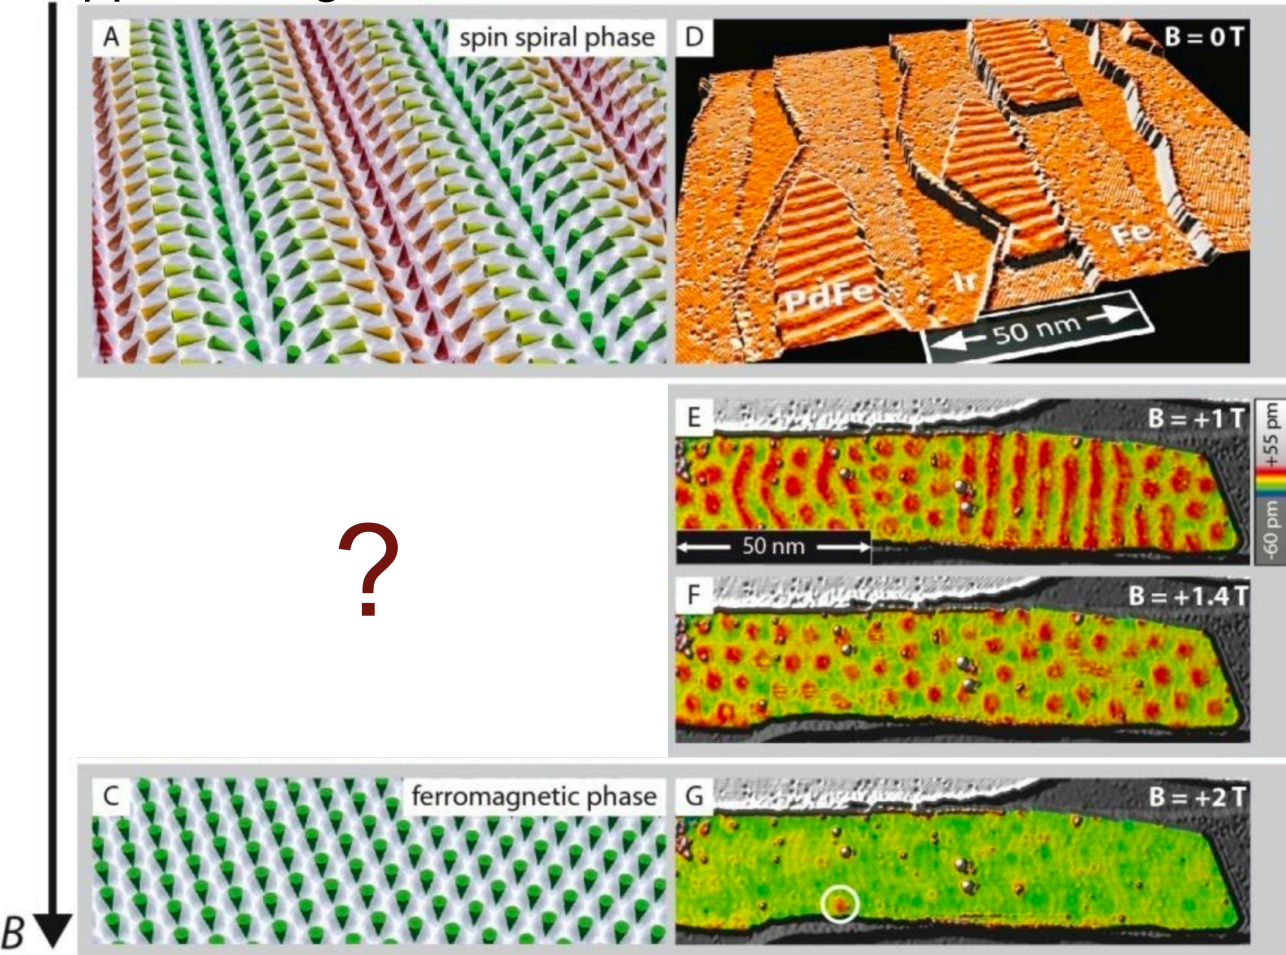 A
spin spiral phase
D
B = 0 T
PdFe
Ir
Fe
50 nm
E
B = +1 T
50 nm
+55 pm
-60 pm
?
F
B = +1.4 T
C
ferromagnetic phase
G
B = +2 T
B